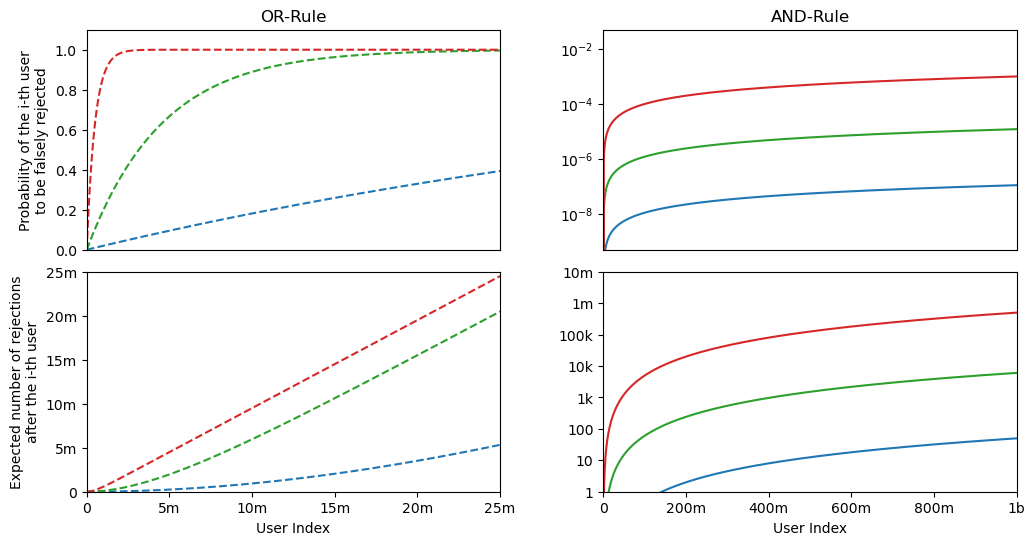 OR-Rule
AND-Rule
Probability of the i-th user
to be falsely rejected
1.0
0.8
0.6
0.4
0.2
0.0
10⁻²
10⁻⁴
10⁻⁶
10⁻⁸
Expected number of rejections
after the i-th user
25m
20m
15m
10m
5m
0
10m
1m
100k
10k
1k
100
10
1
0 5m 10m 15m 20m 25m
0 200m 400m 600m 800m 1b
User Index
User Index